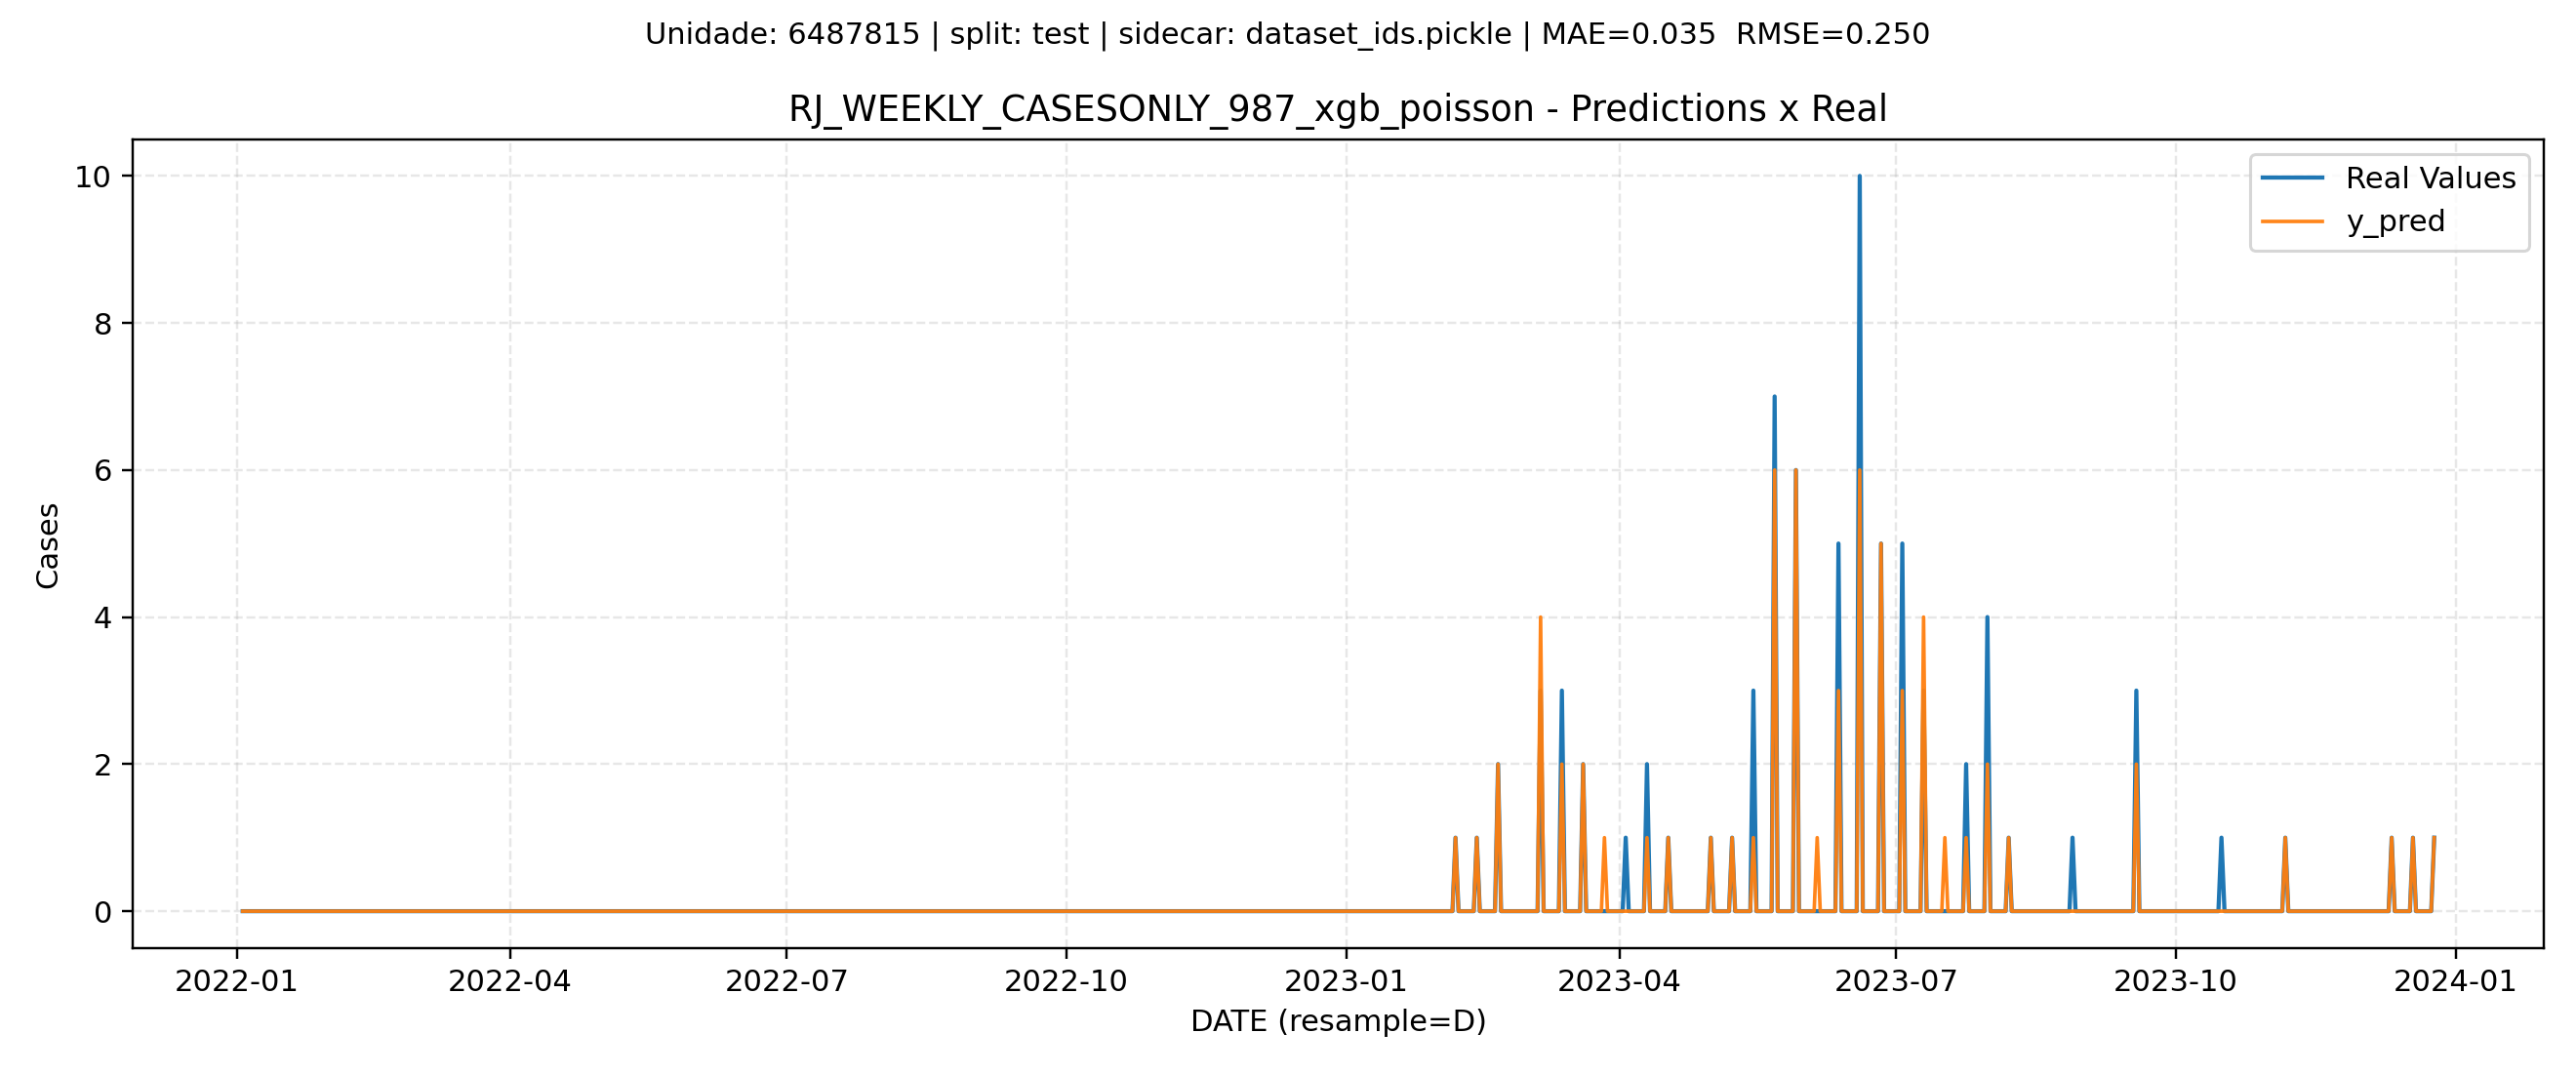 Unidade: 6487815 | split: test | sidecar: dataset_ids.pickle | MAE=0.035  RMSE=0.250
RJ_WEEKLY_CASESONLY_987_xgb_poisson - Predictions x Real
Real Values
y_pred
Cases
10
8
6
4
2
0
2022-01
2022-04
2022-07
2022-10
2023-01
2023-04
2023-07
2023-10
2024-01
DATE (resample=D)